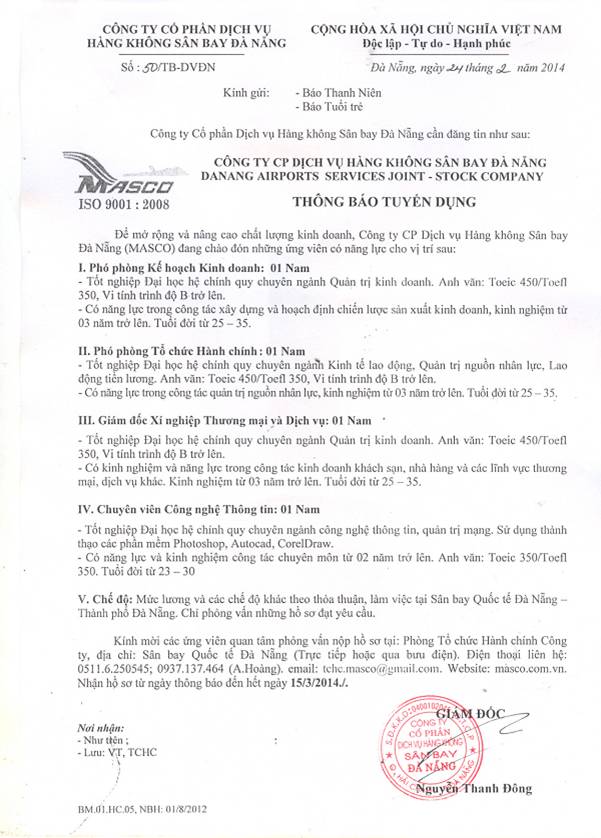 CÔNG TY CỔ PHẦN DỊCH VỤ
HÀNG KHÔNG SÂN BAY ĐÀ NẴNG
Số : 50/TB-DVĐN
CỘNG HÒA XÃ HỘI CHỦ NGHĨA VIỆT NAM
Độc lập - Tự do - Hạnh phúc
Đà Nẵng, ngày 24 tháng 2 năm 2014
Kính gửi: - Báo Thanh Niên
- Báo Tuổi trẻ
Công ty Cổ phần Dịch vụ Hàng không Sân bay Đà Nẵng cần đăng tin như sau:
MASCO
ISO 9001 : 2008
CÔNG TY CP DỊCH VỤ HÀNG KHÔNG SÂN BAY ĐÀ NẴNG
DANANG AIRPORTS SERVICES JOINT - STOCK COMPANY
THÔNG BÁO TUYỂN DỤNG
Để mở rộng và nâng cao chất lượng kinh doanh, Công ty CP Dịch vụ Hàng không Sân bay
Đà Nẵng (MASCO) đang chào đón những ứng viên có năng lực cho vị trí sau:
I. Phó phòng Kế hoạch Kinh doanh: 01 Nam
- Tốt nghiệp Đại học hệ chính quy chuyên ngành Quản trị kinh doanh. Anh văn: Toeic 450/Toefl
350, Vi tính trình độ B trở lên.
- Có năng lực trong công tác xây dựng và hoạch định chiến lược sản xuất kinh doanh, kinh nghiệm từ
03 năm trở lên. Tuổi đời từ 25 – 35.
II. Phó phòng Tổ chức Hành chính : 01 Nam
- Tốt nghiệp Đại học hệ chính quy chuyên ngành Kinh tế lao động, Quản trị nguồn nhân lực, Lao
động tiền lương. Anh văn: Toeic 450/Toefl 350, Vi tính trình độ B trở lên.
- Có năng lực trong công tác quản trị nguồn nhân lực, kinh nghiệm từ 03 năm trở lên. Tuổi đời từ 25 – 35.
III. Giám đốc Xí nghiệp Thương mại và Dịch vụ: 01 Nam
- Tốt nghiệp Đại học hệ chính quy chuyên ngành Quản trị kinh doanh. Anh văn: Toeic 450/Toefl
350, Vi tính trình độ B trở lên.
- Có kinh nghiệm và năng lực trong công tác kinh doanh khách sạn, nhà hàng và các lĩnh vực thương
mại, dịch vụ khác. Kinh nghiệm từ 03 năm trở lên. Tuổi đời từ 25 – 35.
IV. Chuyên viên Công nghệ Thông tin: 01 Nam
- Tốt nghiệp Đại học hệ chính quy chuyên ngành công nghệ thông tin, quản trị mạng. Sử dụng thành
thạo các phần mềm Photoshop, Autocad, CorelDraw.
- Có năng lực và kinh nghiệm công tác chuyên môn từ 02 năm trở lên. Anh văn: Toeic 350/Toefl
350. Tuổi đời từ 23 – 30
V. Chế độ: Mức lương và các chế độ khác theo thỏa thuận, làm việc tại Sân bay Quốc tế Đà Nẵng –
Thành phố Đà Nẵng. Chỉ phỏng vấn những hồ sơ đạt yêu cầu.
Kính mời các ứng viên quan tâm phỏng vấn nộp hồ sơ tại: Phòng Tổ chức Hành chính Công
ty, địa chỉ: Sân bay Quốc tế Đà Nẵng (Trực tiếp hoặc qua bưu điện). Điện thoại liên hệ:
0511.6.250545; 0937.137.464 (A.Hoàng). email: tchc.masco@gmail.com. Website: masco.com.vn.
Nhận hồ sơ từ ngày thông báo đến hết ngày 15/3/2014./.
Nơi nhận:
- Như trên ;
- Lưu: VT, TCHC
GIÁM ĐỐC
CÔNG TY
CỔ PHẦN
DỊCH VỤ HÀNG KHÔNG
SÂN BAY
ĐÀ NẴNG
Nguyễn Thanh Đông
BM.01.HC.05, NBH: 01/8/2012